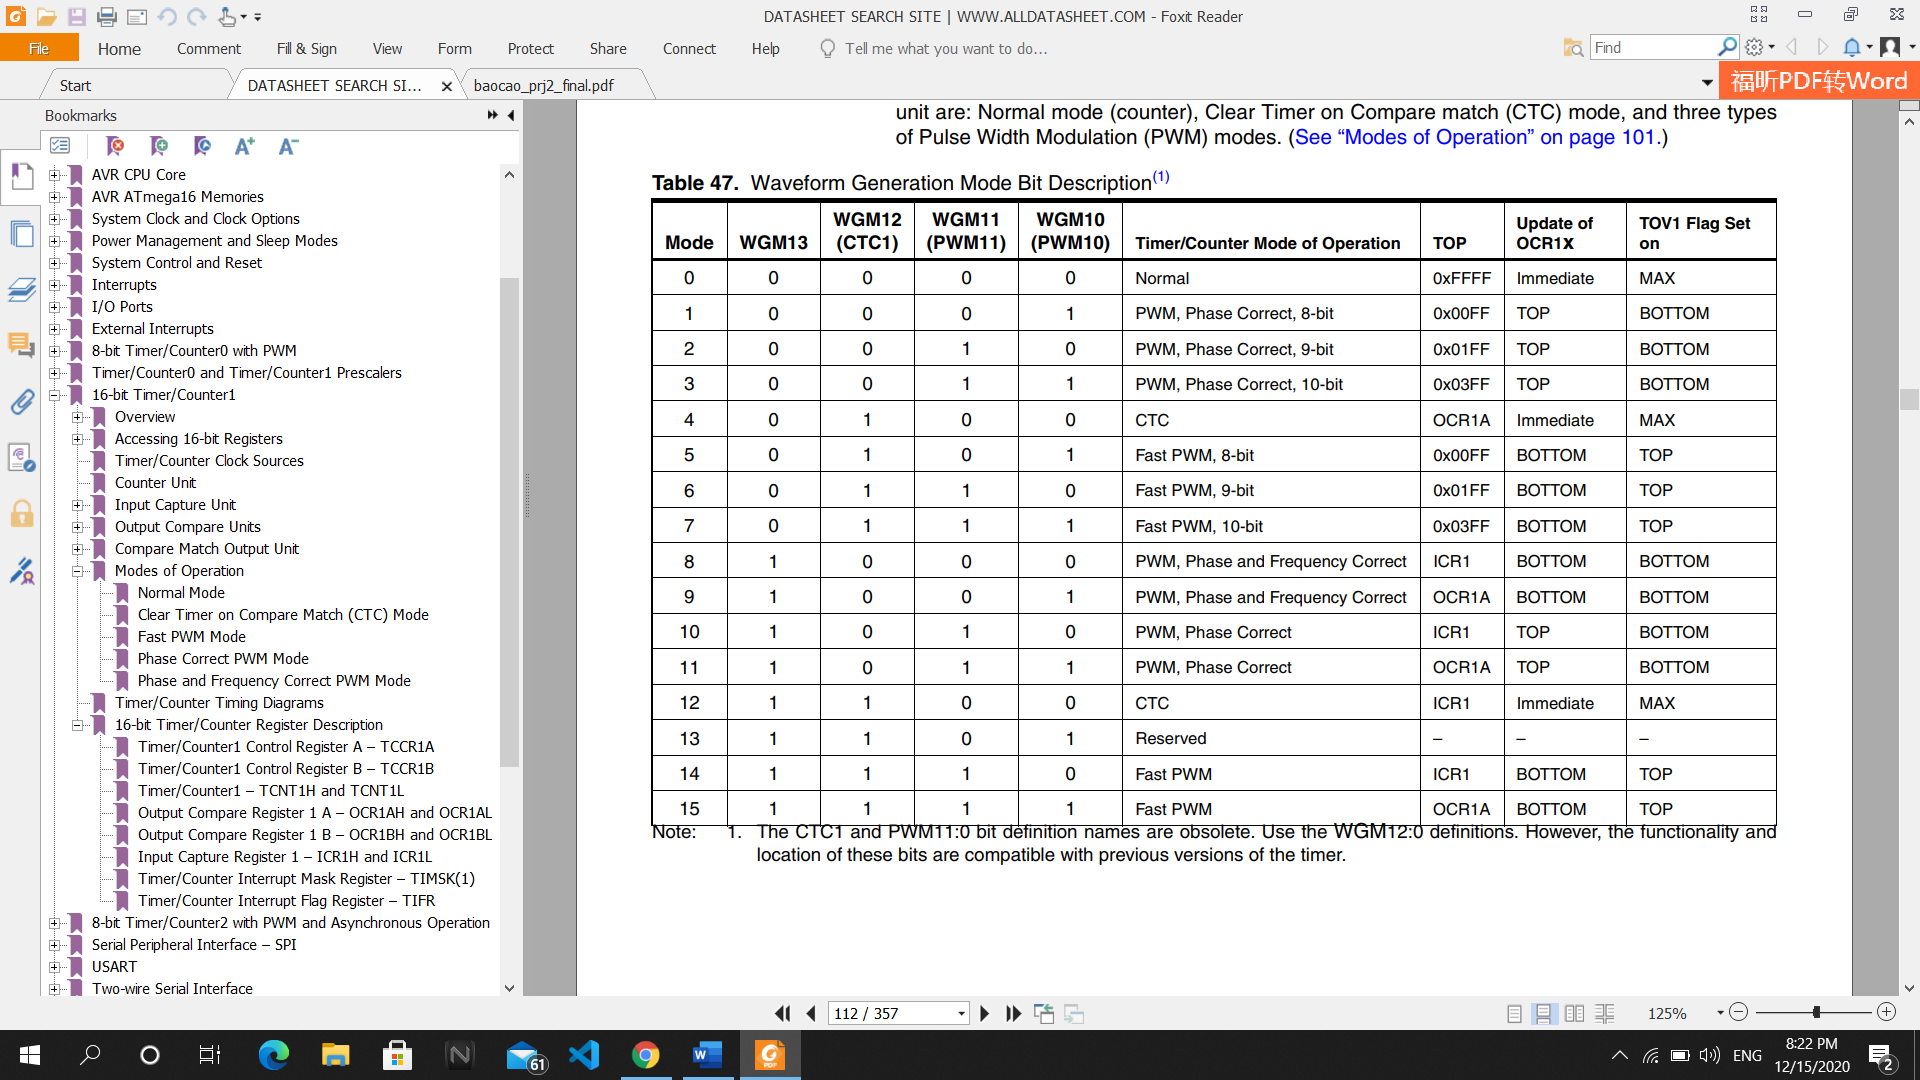 DATASHEET SEARCH SITE | WWW.ALLDATASHEET.COM - Foxit Reader
File Home Comment Fill & Sign View Form Protect Share Connect Help Tell me what you want to do... Find
Start DATASHEET SEARCH SI... baocao_prj2_final.pdf 福昕PDF转Word
Bookmarks
AVR CPU Core
AVR ATmega16 Memories
System Clock and Clock Options
Power Management and Sleep Modes
System Control and Reset
Interrupts
I/O Ports
External Interrupts
8-bit Timer/Counter0 with PWM
Timer/Counter0 and Timer/Counter1 Prescalers
16-bit Timer/Counter1
Overview
Accessing 16-bit Registers
Timer/Counter Clock Sources
Counter Unit
Input Capture Unit
Output Compare Units
Compare Match Output Unit
Modes of Operation
Normal Mode
Clear Timer on Compare Match (CTC) Mode
Fast PWM Mode
Phase Correct PWM Mode
Phase and Frequency Correct PWM Mode
Timer/Counter Timing Diagrams
16-bit Timer/Counter Register Description
Timer/Counter1 Control Register A – TCCR1A
Timer/Counter1 Control Register B – TCCR1B
Timer/Counter1 – TCNT1H and TCNT1L
Output Compare Register 1 A – OCR1AH and OCR1AL
Output Compare Register 1 B – OCR1BH and OCR1BL
Input Capture Register 1 – ICR1H and ICR1L
Timer/Counter Interrupt Mask Register – TIMSK(1)
Timer/Counter Interrupt Flag Register – TIFR
8-bit Timer/Counter2 with PWM and Asynchronous Operation
Serial Peripheral Interface – SPI
USART
Two-wire Serial Interface
unit are: Normal mode (counter), Clear Timer on Compare match (CTC) mode, and three types
of Pulse Width Modulation (PWM) modes. (See “Modes of Operation” on page 101.)
Table 47. Waveform Generation Mode Bit Description(1)
Mode WGM13 WGM12 (CTC1) WGM11 (PWM11) WGM10 (PWM10) Timer/Counter Mode of Operation TOP Update of OCR1X TOV1 Flag Set on
0 0 0 0 0 Normal 0xFFFF Immediate MAX
1 0 0 0 1 PWM, Phase Correct, 8-bit 0x00FF TOP BOTTOM
2 0 0 1 0 PWM, Phase Correct, 9-bit 0x01FF TOP BOTTOM
3 0 0 1 1 PWM, Phase Correct, 10-bit 0x03FF TOP BOTTOM
4 0 1 0 0 CTC OCR1A Immediate MAX
5 0 1 0 1 Fast PWM, 8-bit 0x00FF BOTTOM TOP
6 0 1 1 0 Fast PWM, 9-bit 0x01FF BOTTOM TOP
7 0 1 1 1 Fast PWM, 10-bit 0x03FF BOTTOM TOP
8 1 0 0 0 PWM, Phase and Frequency Correct ICR1 BOTTOM BOTTOM
9 1 0 0 1 PWM, Phase and Frequency Correct OCR1A BOTTOM BOTTOM
10 1 0 1 0 PWM, Phase Correct ICR1 TOP BOTTOM
11 1 0 1 1 PWM, Phase Correct OCR1A TOP BOTTOM
12 1 1 0 0 CTC ICR1 Immediate MAX
13 1 1 0 1 Reserved – – –
14 1 1 1 0 Fast PWM ICR1 BOTTOM TOP
15 1 1 1 1 Fast PWM OCR1A BOTTOM TOP
Note: 1. The CTC1 and PWM11:0 bit definition names are obsolete. Use the WGM12:0 definitions. However, the functionality and
location of these bits are compatible with previous versions of the timer.
112 / 357 125%
61 ENG 8:22 PM
12/15/2020 2